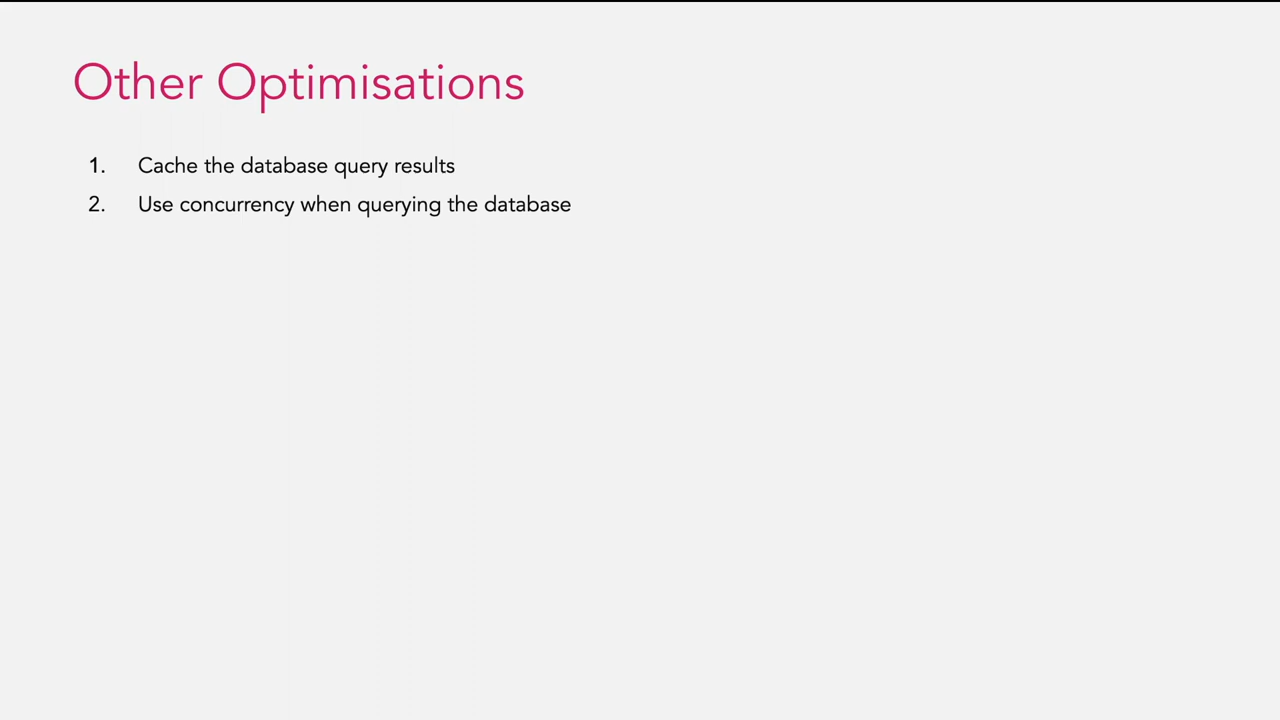 Other Optimisations
1. Cache the database query results
2. Use concurrency when querying the database